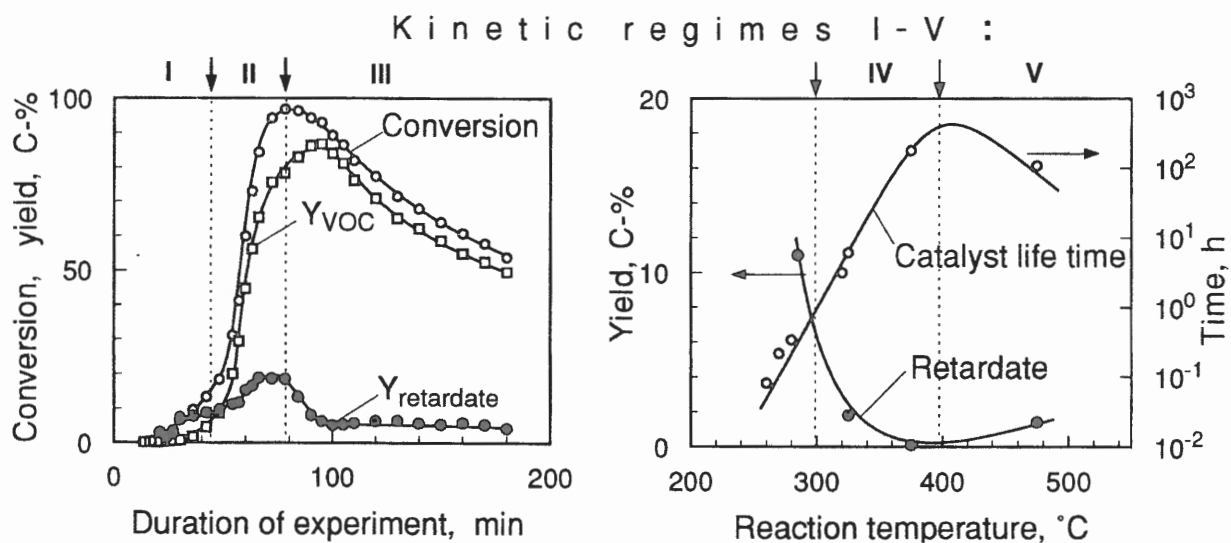 Kinetic regimes I-V :
I II III
Conversion, yield, C-%
100
50
0
Conversion
Y_VOC
Y_retardate
0 100 200
Duration of experiment, min
IV V
Yield, C-%
20
10
0
10^3
10^2
10^1
10^0
10^-1
10^-2
Time, h
Catalyst life time
Retardate
200 300 400 500
Reaction temperature, °C